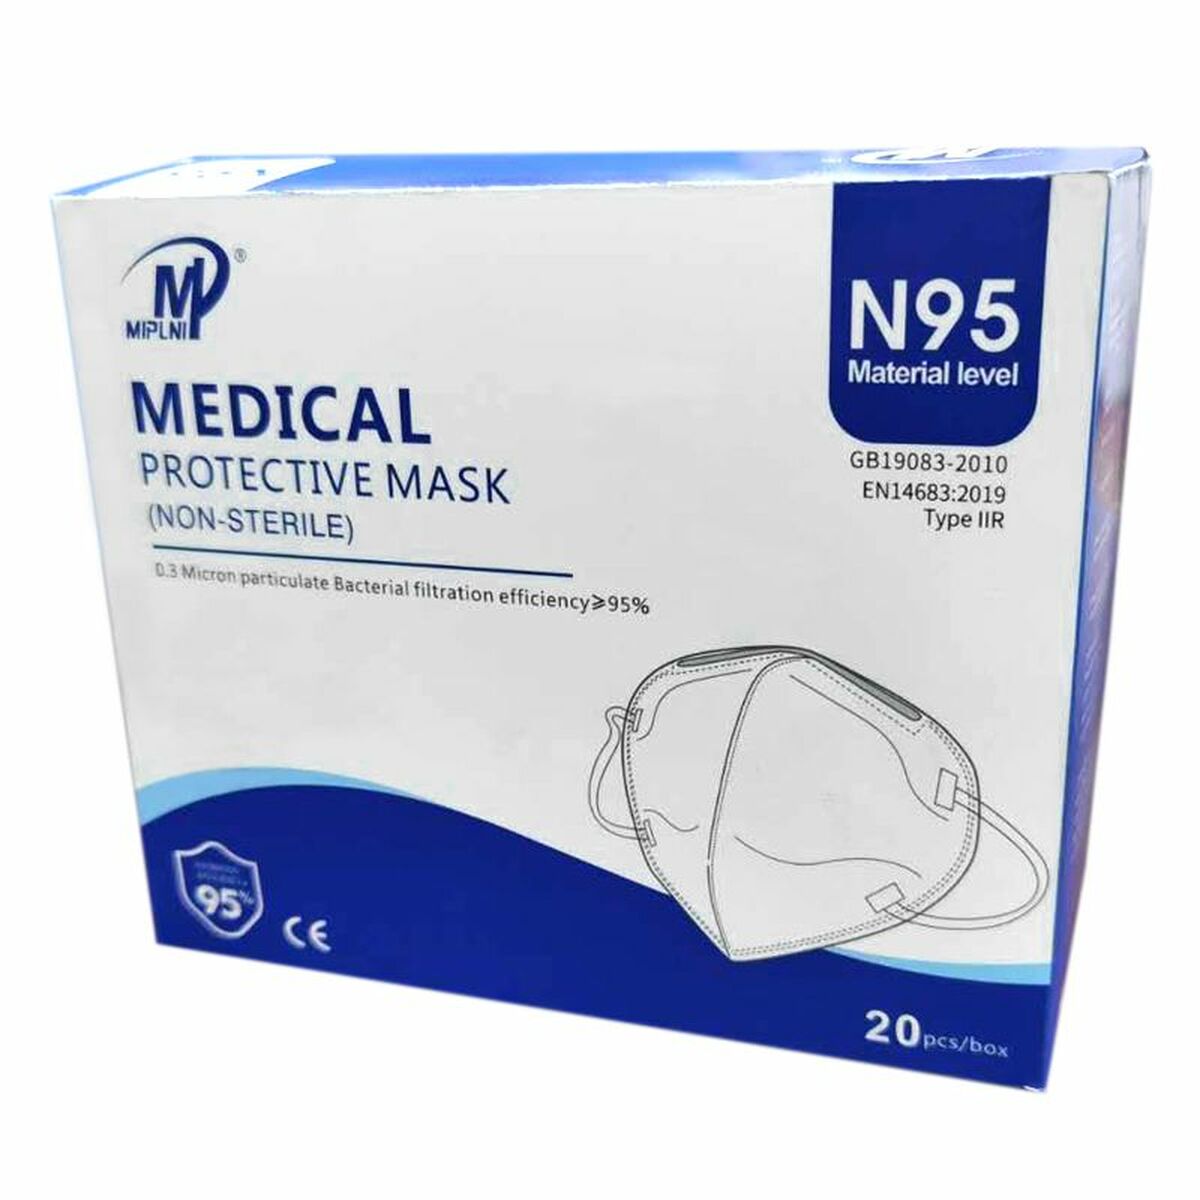 MIPLNI
®
MEDICAL
PROTECTIVE MASK
(NON-STERILE)
0.3 Micron particulate Bacterial filtration efficiency≥95%
N95
Material level
GB19083-2010
EN14683:2019
Type IIR
95%
CE
20pcs/box